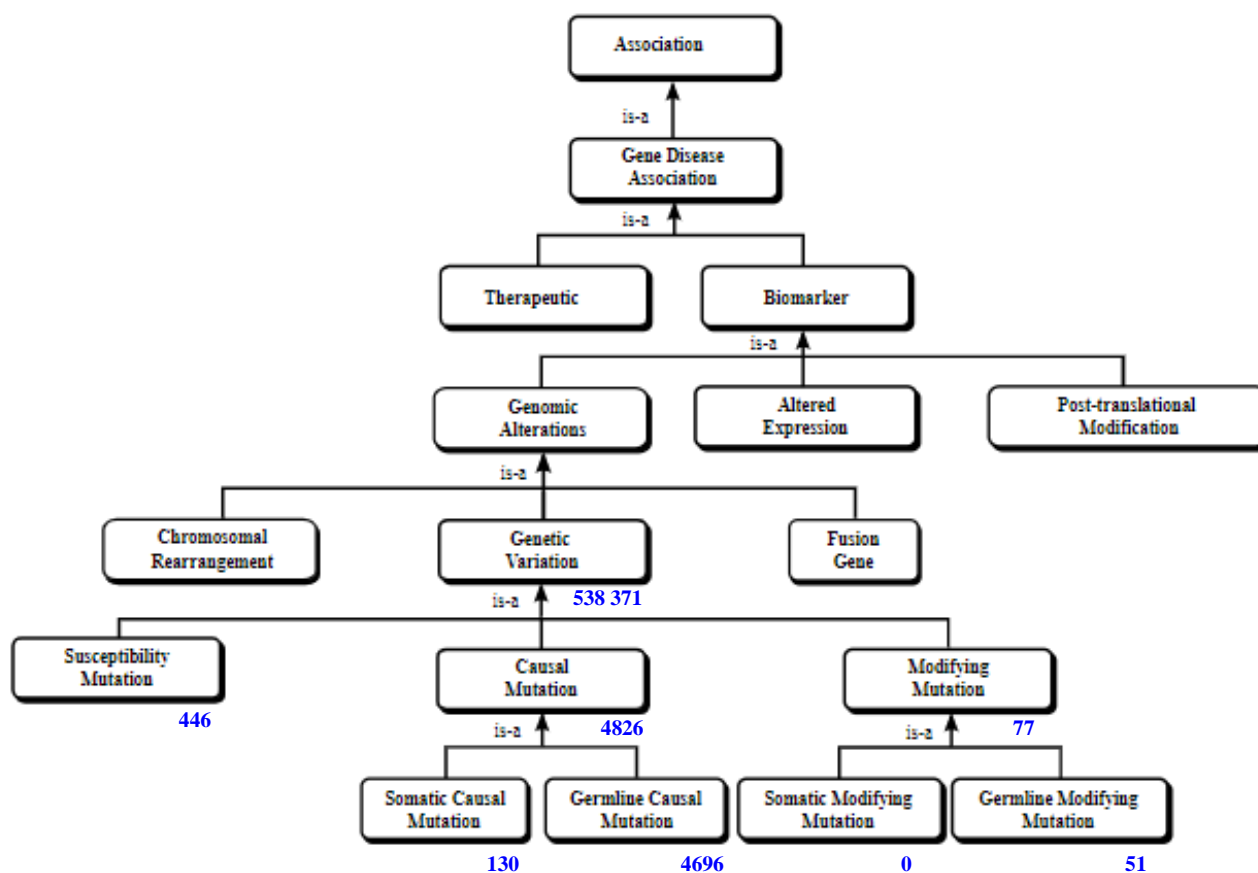 Association
is-a
Gene Disease
Association
is-a
Therapeutic
Biomarker
is-a
Genomic
Alterations
Altered
Expression
Post-translational
Modification
is-a
Chromosomal
Rearrangement
Genetic
Variation
Fusion
Gene
is-a
538 371
Susceptibility
Mutation
Causal
Mutation
Modifying
Mutation
446
is-a
4826
is-a
77
Somatic Causal
Mutation
Germline Causal
Mutation
Somatic Modifying
Mutation
Germline Modifying
Mutation
130
4696
0
51